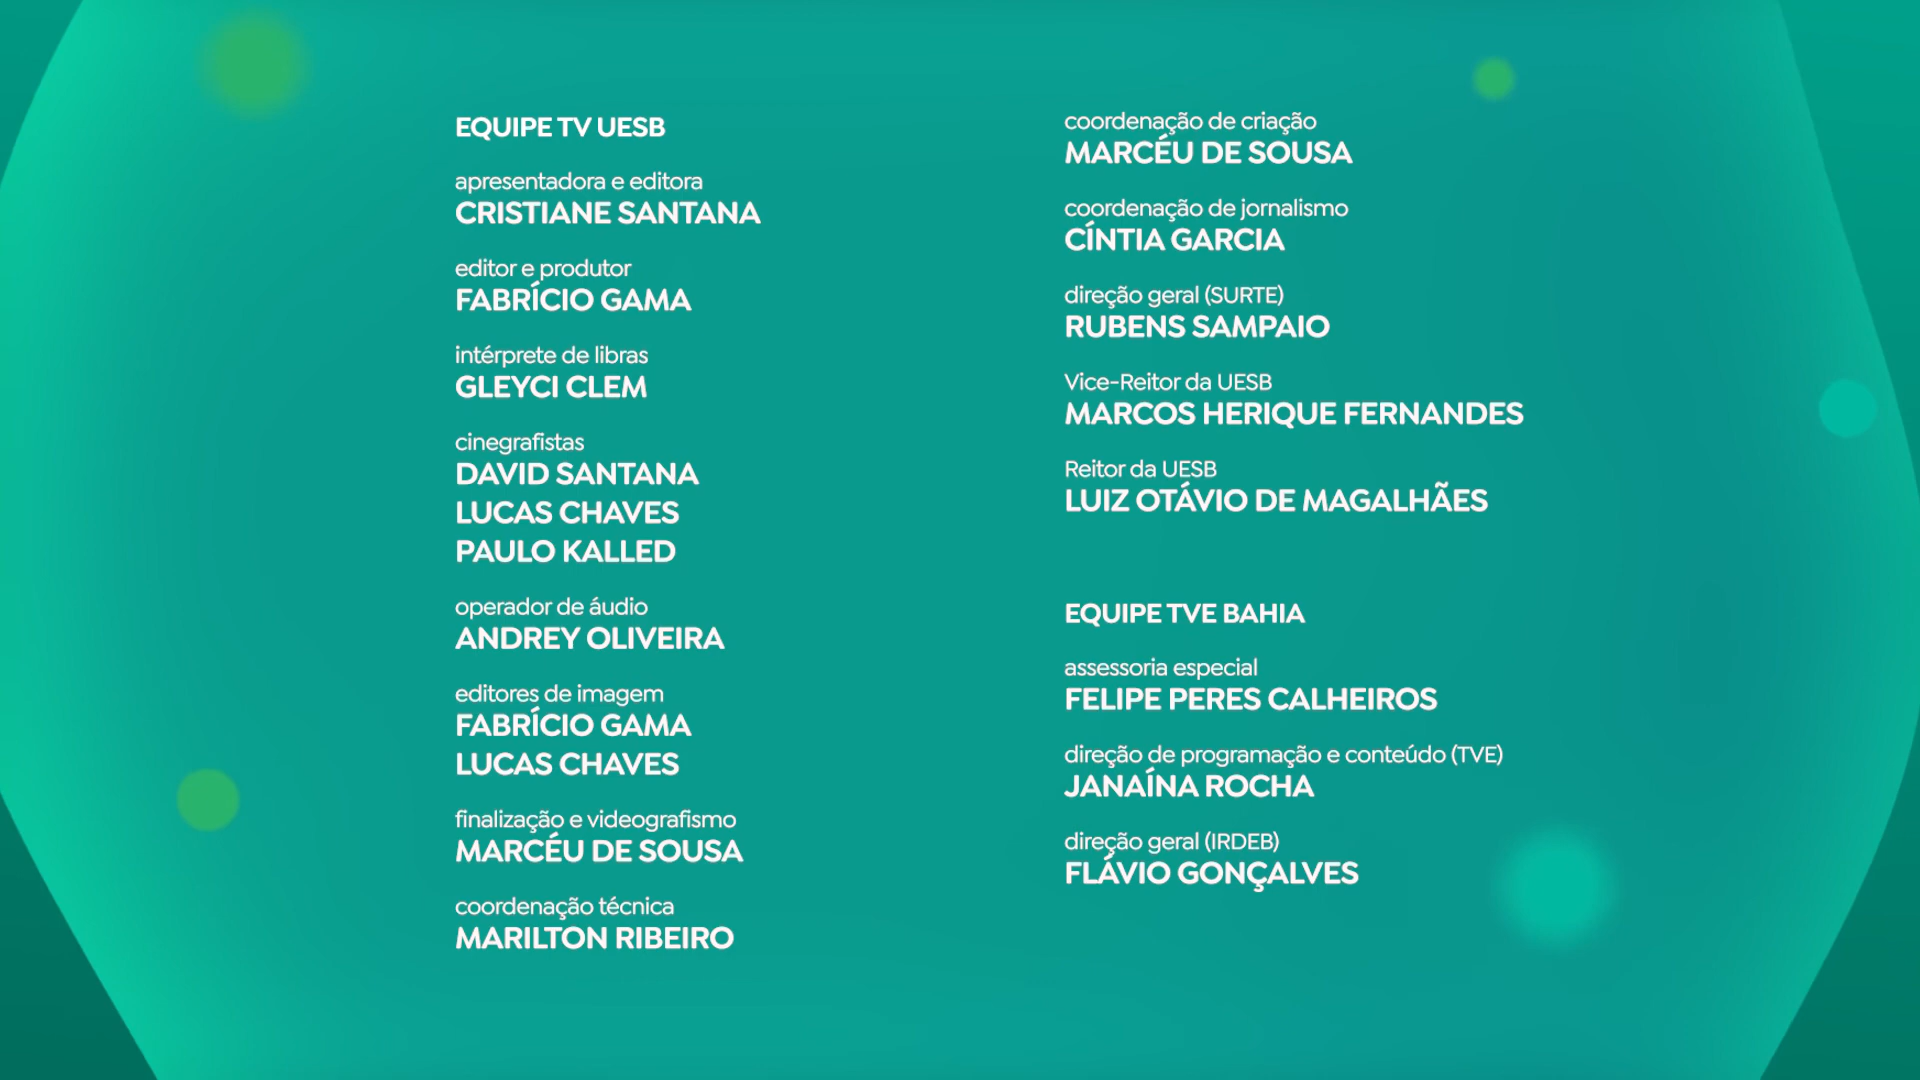 EQUIPE TV UESB
apresentadora e editora
CRISTIANE SANTANA
editor e produtor
FABRÍCIO GAMA
intérprete de libras
GLEYCI CLEM
cinegrafistas
DAVID SANTANA
LUCAS CHAVES
PAULO KALLED
operador de áudio
ANDREY OLIVEIRA
editores de imagem
FABRÍCIO GAMA
LUCAS CHAVES
finalização e videografismo
MARCÉU DE SOUSA
coordenação técnica
MARILTON RIBEIRO
coordenação de criação
MARCÉU DE SOUSA
coordenação de jornalismo
CÍNTIA GARCIA
direção geral (SURTE)
RUBENS SAMPAIO
Vice-Reitor da UESB
MARCOS HERIQUE FERNANDES
Reitor da UESB
LUIZ OTÁVIO DE MAGALHÃES
EQUIPE TVE BAHIA
assessoria especial
FELIPE PERES CALHEIROS
direção de programação e conteúdo (TVE)
JANAÍNA ROCHA
direção geral (IRDEB)
FLÁVIO GONÇALVES